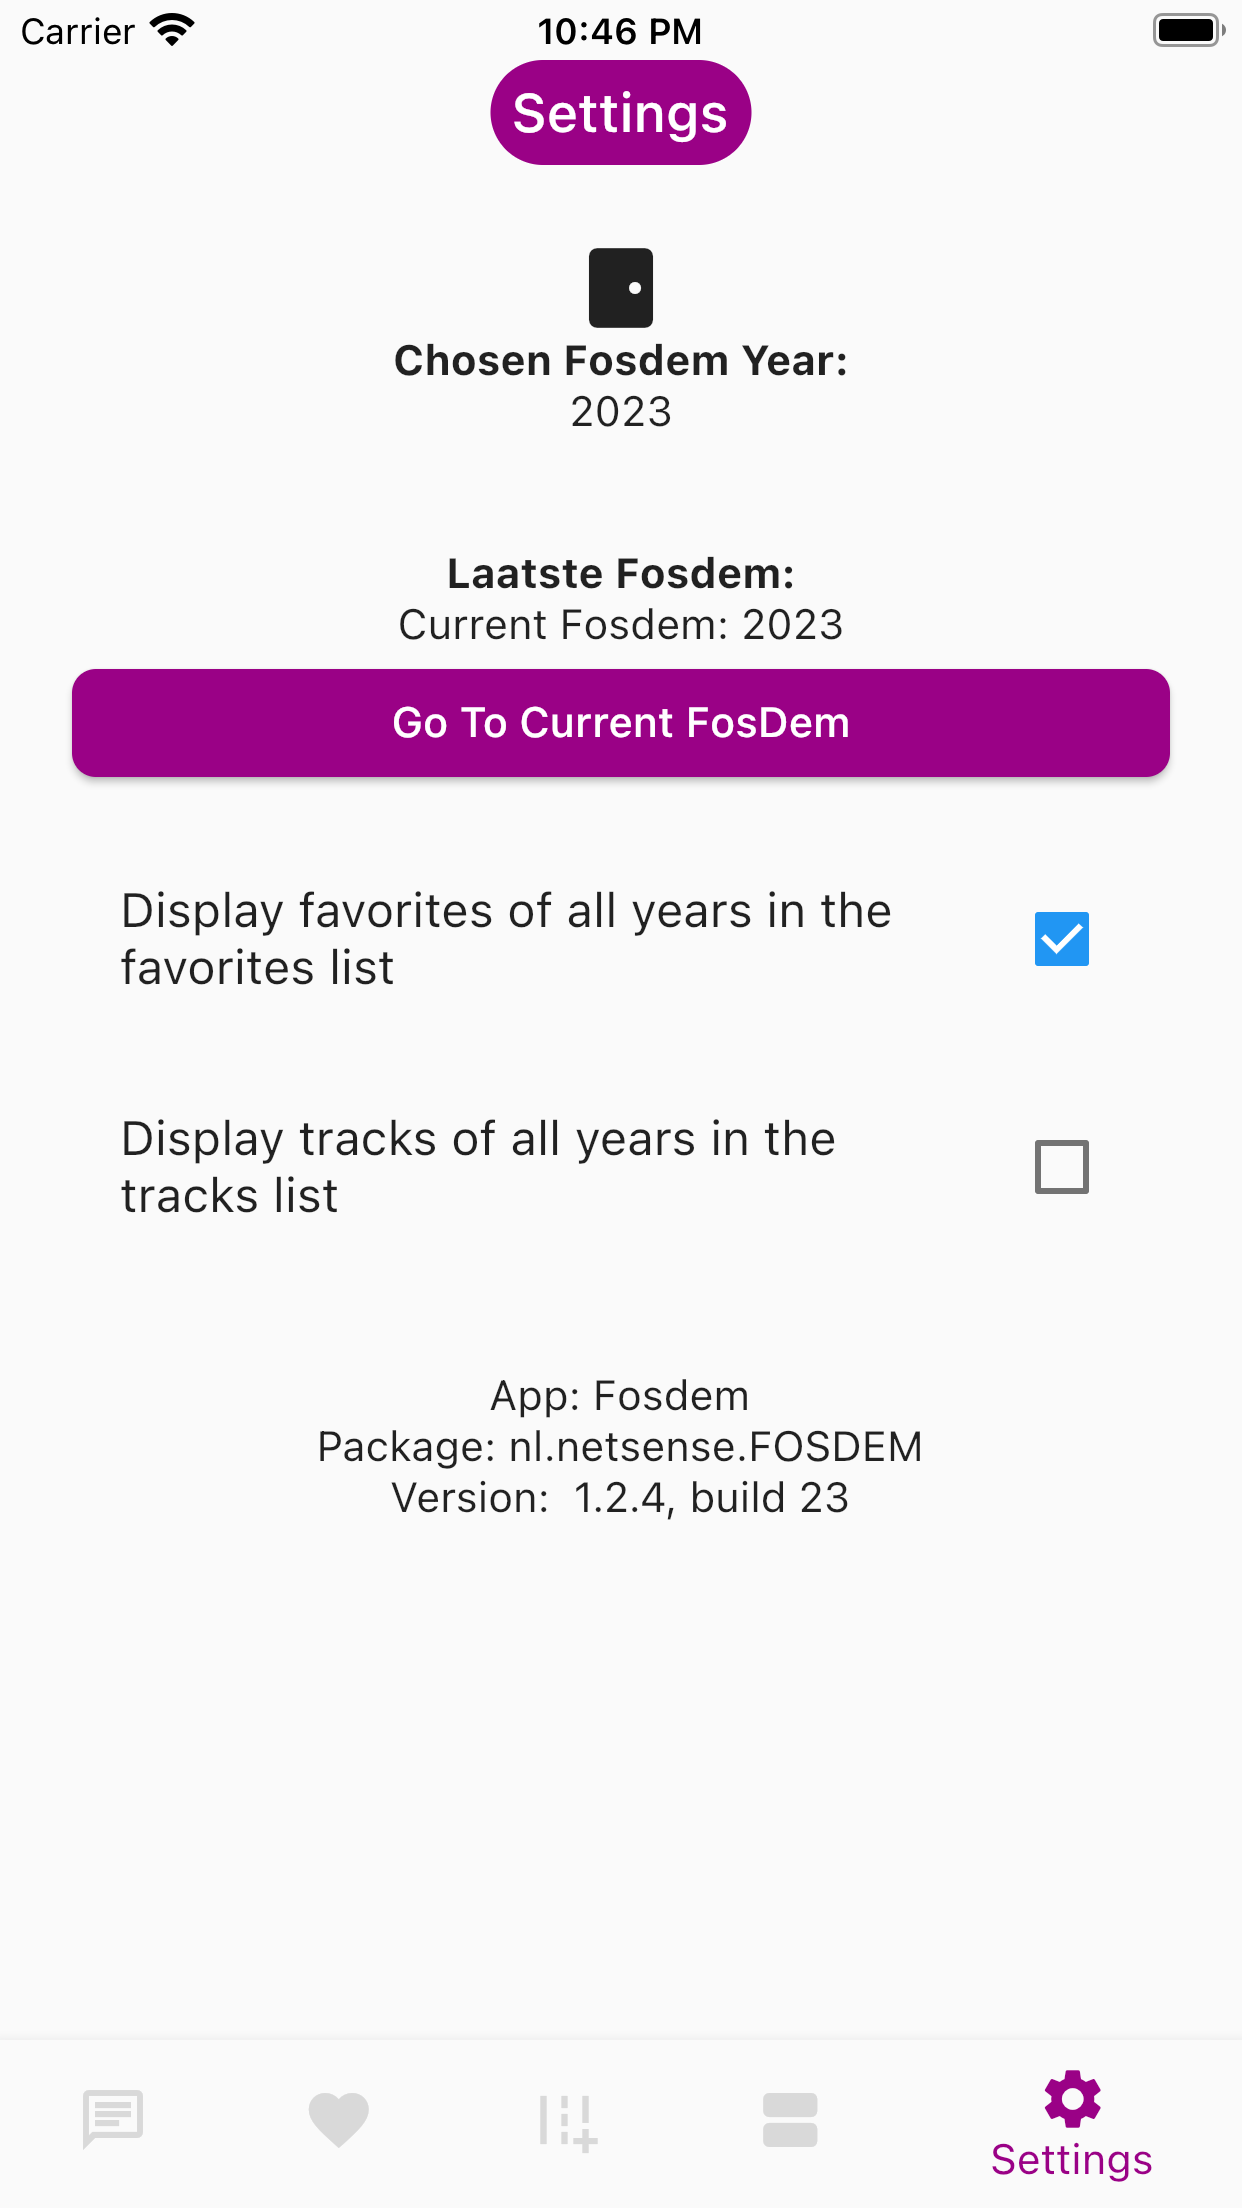 Carrier 10:46 PM
Settings
Chosen Fosdem Year:
2023
Laatste Fosdem:
Current Fosdem: 2023
Go To Current FosDem
Display favorites of all years in the
favorites list
Display tracks of all years in the
tracks list
App: Fosdem
Package: nl.netsense.FOSDEM
Version:  1.2.4, build 23
Settings